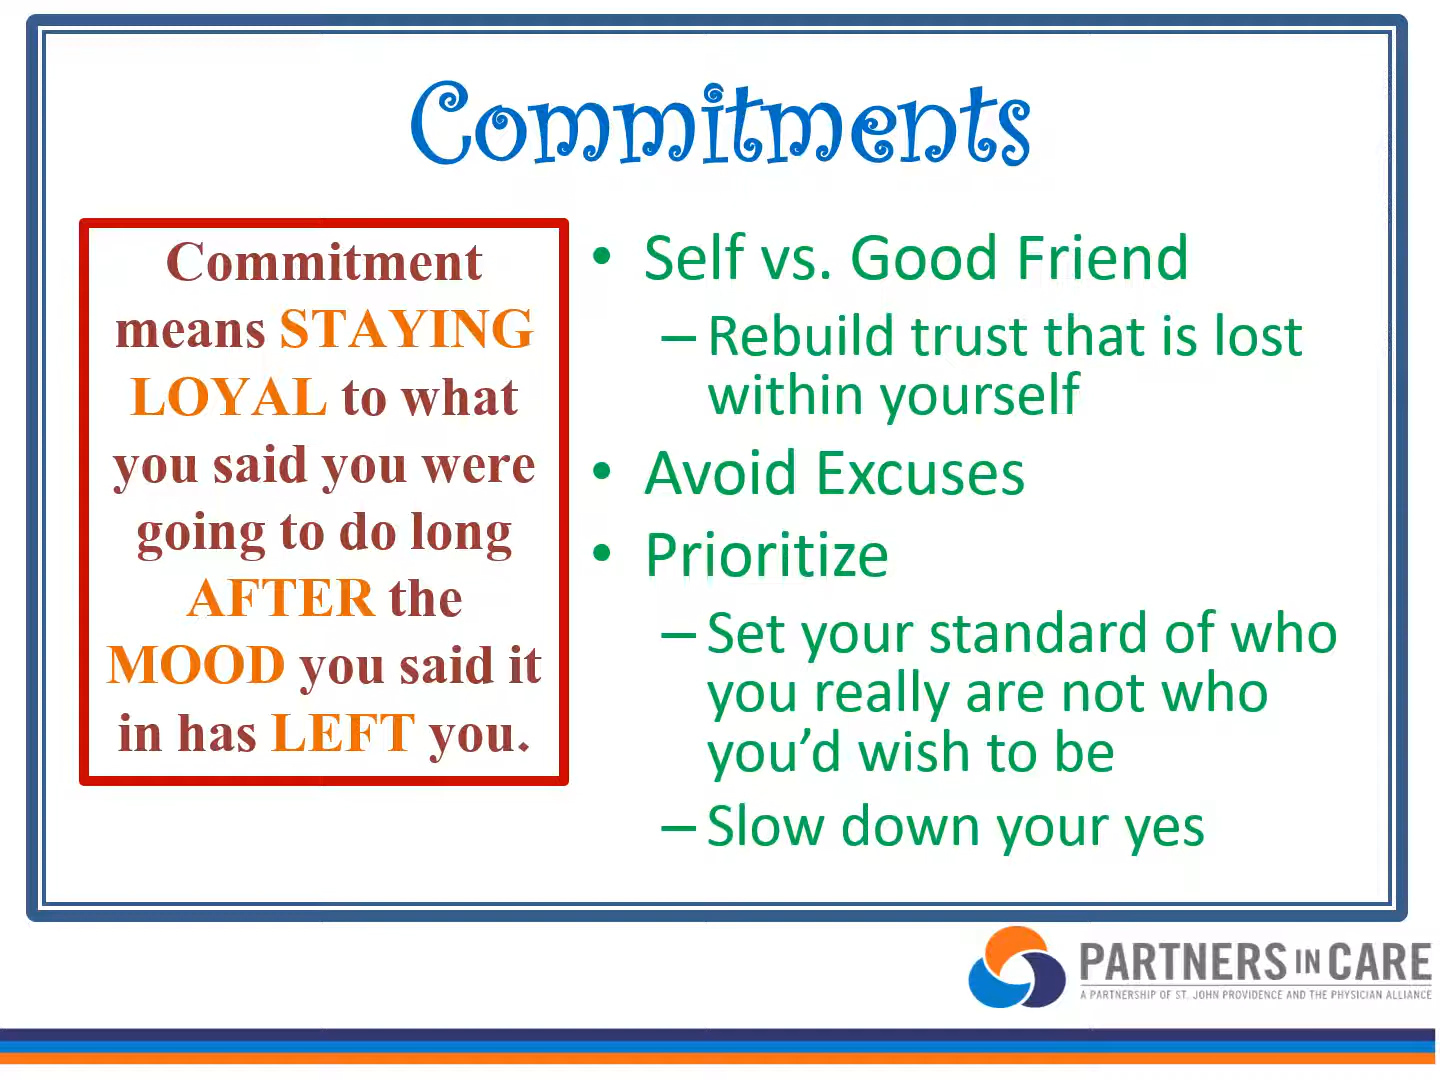 Commitments
Commitment
means STAYING
LOYAL to what
you said you were
going to do long
AFTER the
MOOD you said it
in has LEFT you.
• Self vs. Good Friend
– Rebuild trust that is lost
within yourself
• Avoid Excuses
• Prioritize
– Set your standard of who
you really are not who
you’d wish to be
– Slow down your yes
PARTNERS IN CARE
A PARTNERSHIP OF ST. JOHN PROVIDENCE AND THE PHYSICIAN ALLIANCE